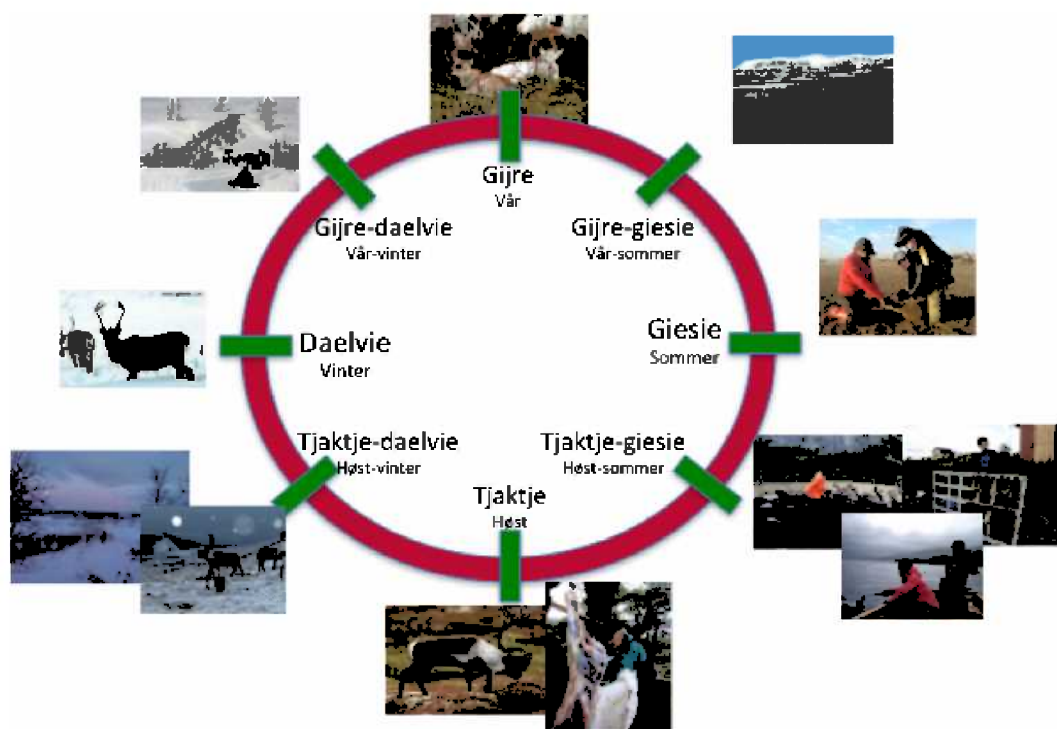 Gijre
Vår
Gijre-daelvie
Vår-vinter
Gijre-giesie
Vår-sommer
Daelvie
Vinter
Giesie
Sommer
Tjaktje-daelvie
Høst-vinter
Tjaktje-giesie
Høst-sommer
Tjaktje
Høst